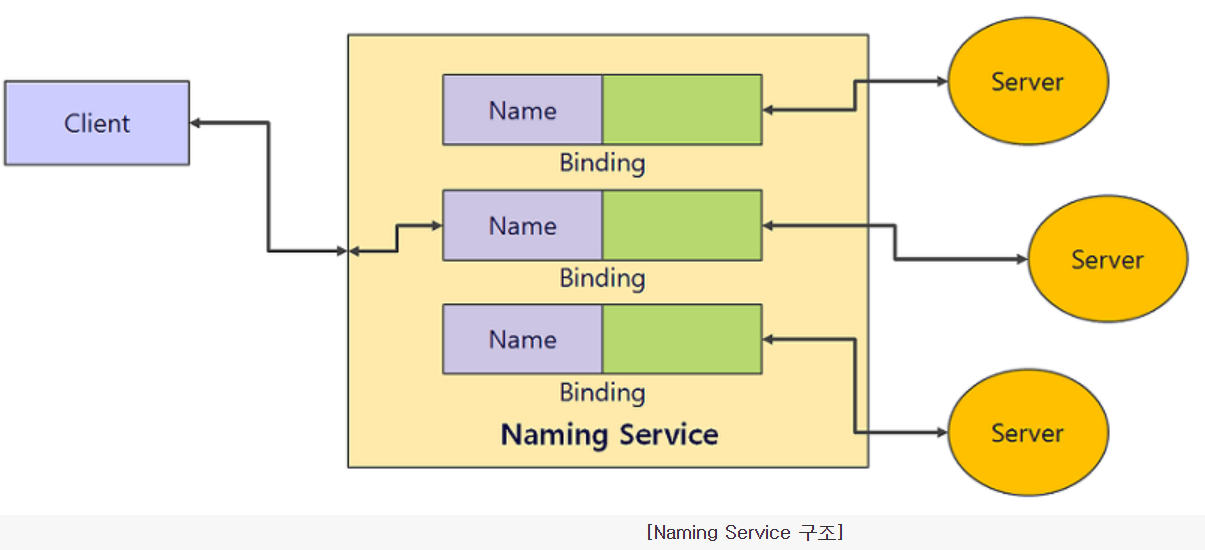 Client
Name
Binding
Name
Binding
Name
Binding
Naming Service
Server
Server
Server
[Naming Service 구조]